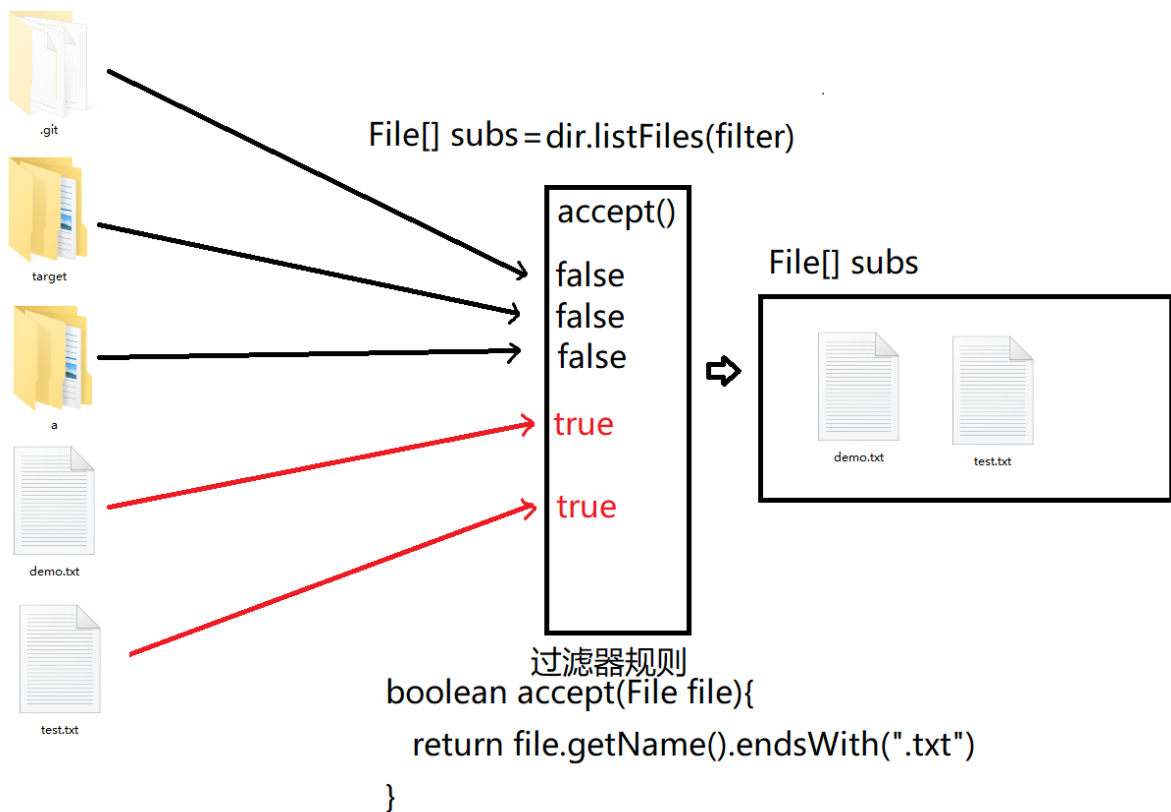 .git
target
a
demo.txt
test.txt
File[] subs=dir.listFiles(filter)
accept()
false
false
false
true
true
File[] subs
demo.txt
test.txt
过滤器规则
boolean accept(File file){
return file.getName().endsWith(".txt")
}